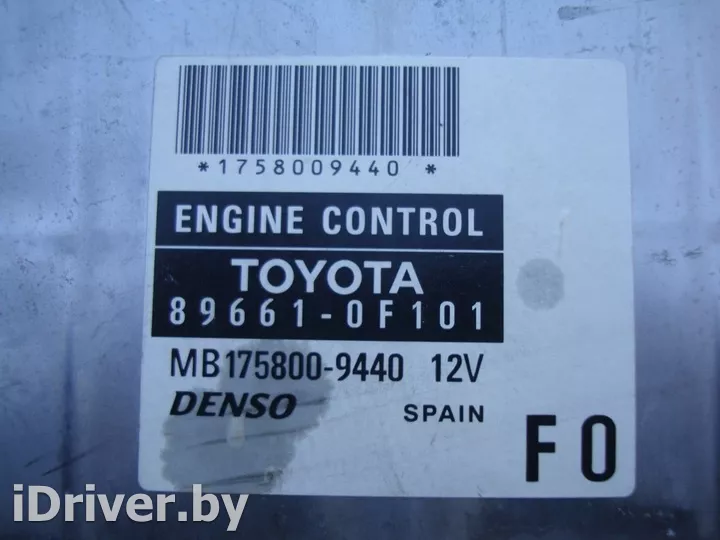 *1758009440*
ENGINE CONTROL
TOYOTA
89661-0F101
MB175800-9440 12V
DENSO SPAIN
F0
iDriver.by